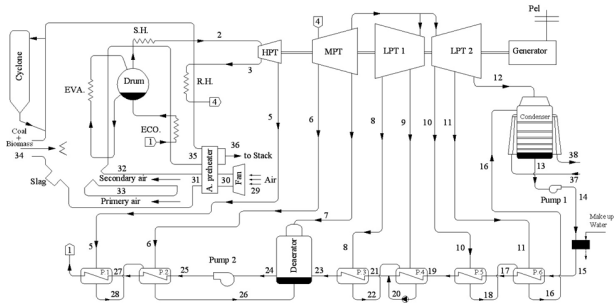 Pel
S.H.
2
4
HPT
MPT
LPT 1
LPT 2
Generator
3
Cyclone
EVA.
Drum
R.H.
4
12
ECO.
1
5
6
8
9
10
11
Condenser
Coal
+
Biomass
34
35
36
to Stack
16
38
13
37
32
Secondary air
33
Primery air
31
A. preheater
30
Fan
Air
29
Slag
Pump 1
14
Make up
Water
7
1
5
6
Pump 2
Deaerator
8
10
11
P.1
27
P.2
25
24
23
P.3
21
P.4
19
P.5
17
P.6
15
28
26
22
20
18
16